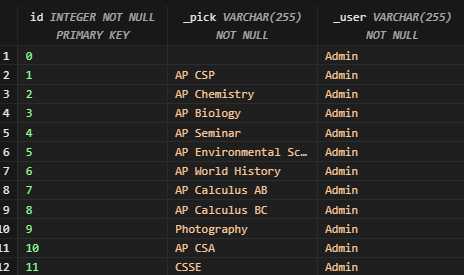 id INTEGER NOT NULL PRIMARY KEY _pick VARCHAR(255) NOT NULL _user VARCHAR(255) NOT NULL
1 0 Admin
2 1 AP CSP Admin
3 2 AP Chemistry Admin
4 3 AP Biology Admin
5 4 AP Seminar Admin
6 5 AP Environmental Sc… Admin
7 6 AP World History Admin
8 7 AP Calculus AB Admin
9 8 AP Calculus BC Admin
10 9 Photography Admin
11 10 AP CSA Admin
12 11 CSSE Admin